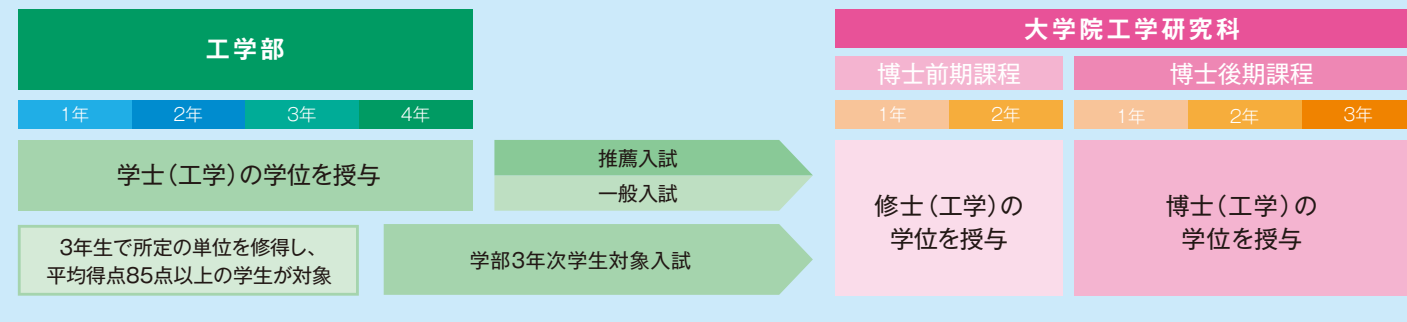 工学部
1年 2年 3年 4年
学士(工学)の学位を授与
3年生で所定の単位を修得し、
平均得点85点以上の学生が対象
推薦入試
一般入試
学部3年次学生対象入試
大学院工学研究科
博士前期課程
1年 2年
修士(工学)の
学位を授与
博士後期課程
1年 2年 3年
博士(工学)の
学位を授与